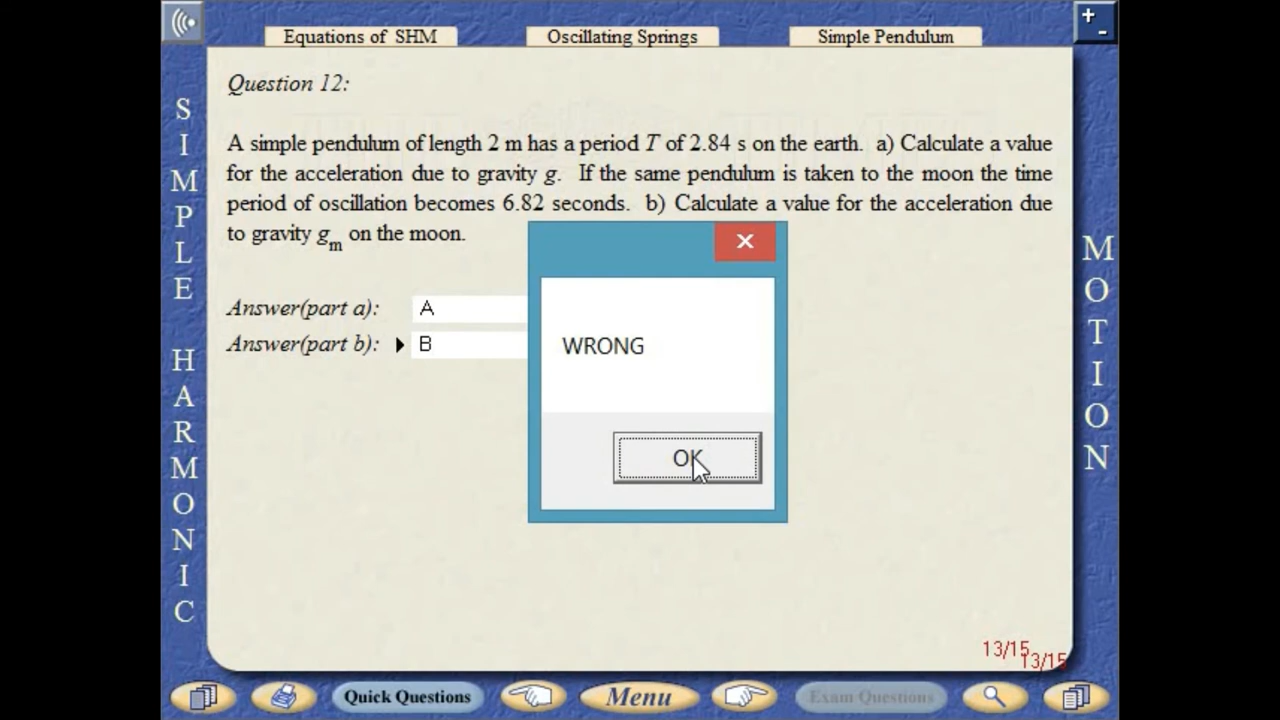 Equations of SHM
Oscillating Springs
Simple Pendulum
+
-
Question 12:
A simple pendulum of length 2 m has a period T of 2.84 s on the earth. a) Calculate a value
for the acceleration due to gravity g. If the same pendulum is taken to the moon the time
period of oscillation becomes 6.82 seconds. b) Calculate a value for the acceleration due
to gravity gm on the moon.
Answer(part a): A
Answer(part b): B
WRONG
OK
SIMPLE HARMONIC
MOTION
13/15
13/15
Quick Questions
Menu
Exam Questions